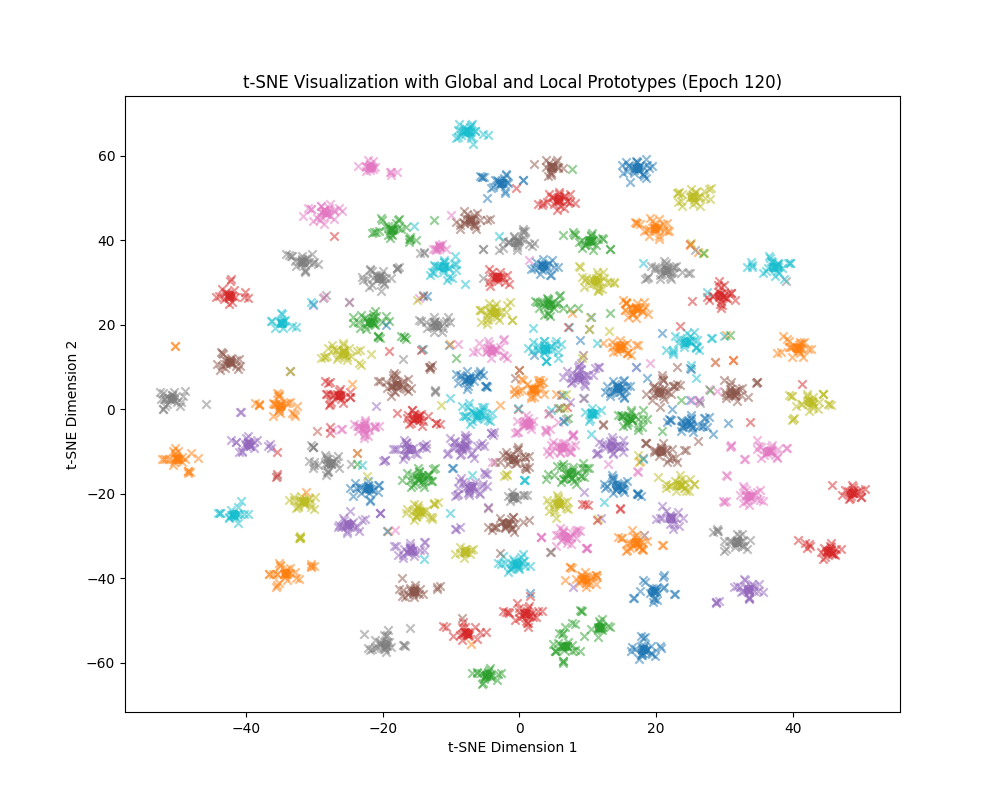 t-SNE Visualization with Global and Local Prototypes (Epoch 120)
60
40
20
0
−20
−40
−60
t-SNE Dimension 2
−40 −20 0 20 40
t-SNE Dimension 1